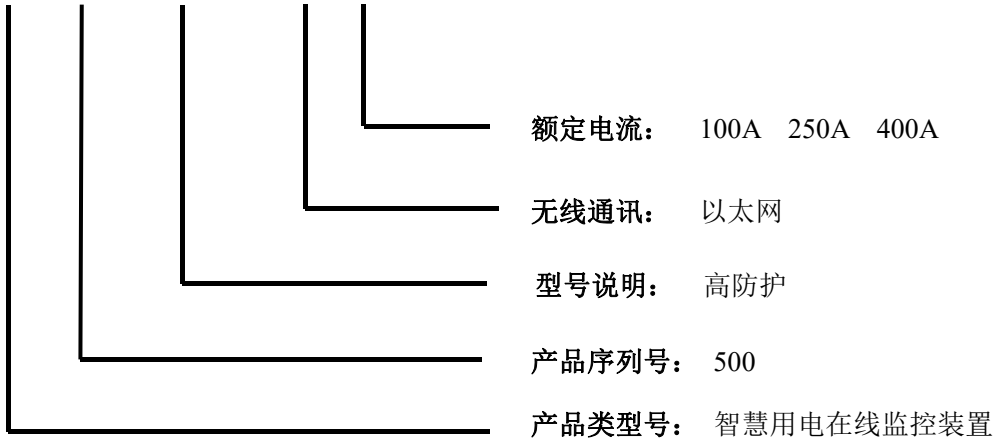 额定电流： 100A 250A 400A
无线通讯： 以太网
型号说明： 高防护
产品序列号： 500
产品类型号： 智慧用电在线监控装置